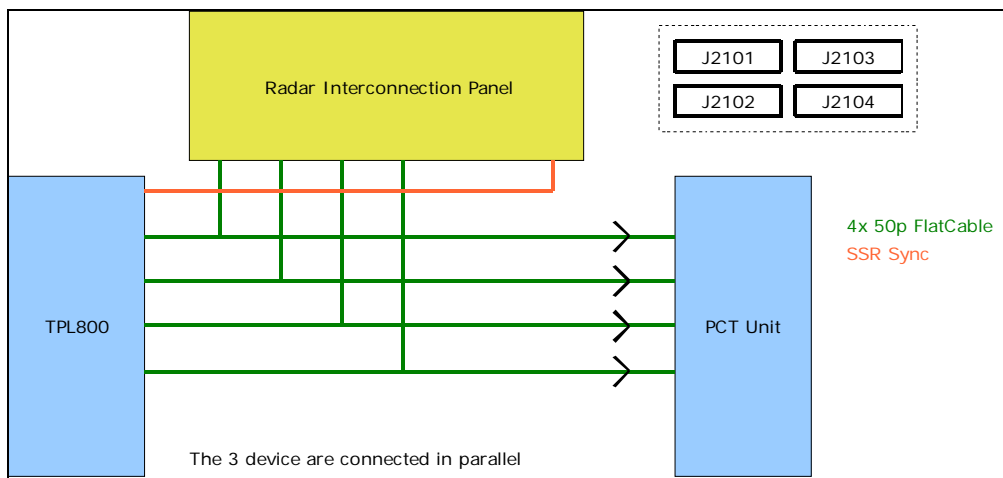 Radar Interconnection Panel
J2101
J2103
J2102
J2104
4x 50p FlatCable
SSR Sync
TPL800
PCT Unit
The 3 device are connected in parallel